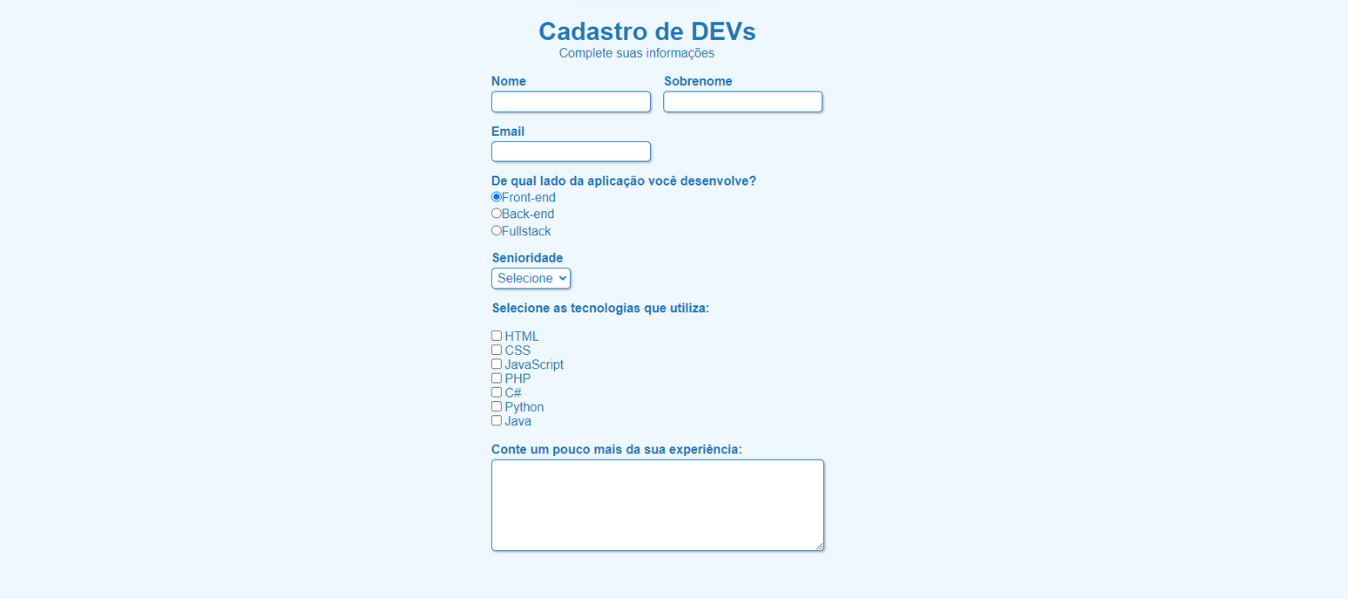 Cadastro de DEVs
Complete suas informações
Nome Sobrenome
Email
De qual lado da aplicação você desenvolve?
Front-end
Back-end
Fullstack
Senioridade
Selecione
Selecione as tecnologias que utiliza:
HTML
CSS
JavaScript
PHP
C#
Python
Java
Conte um pouco mais da sua experiência: